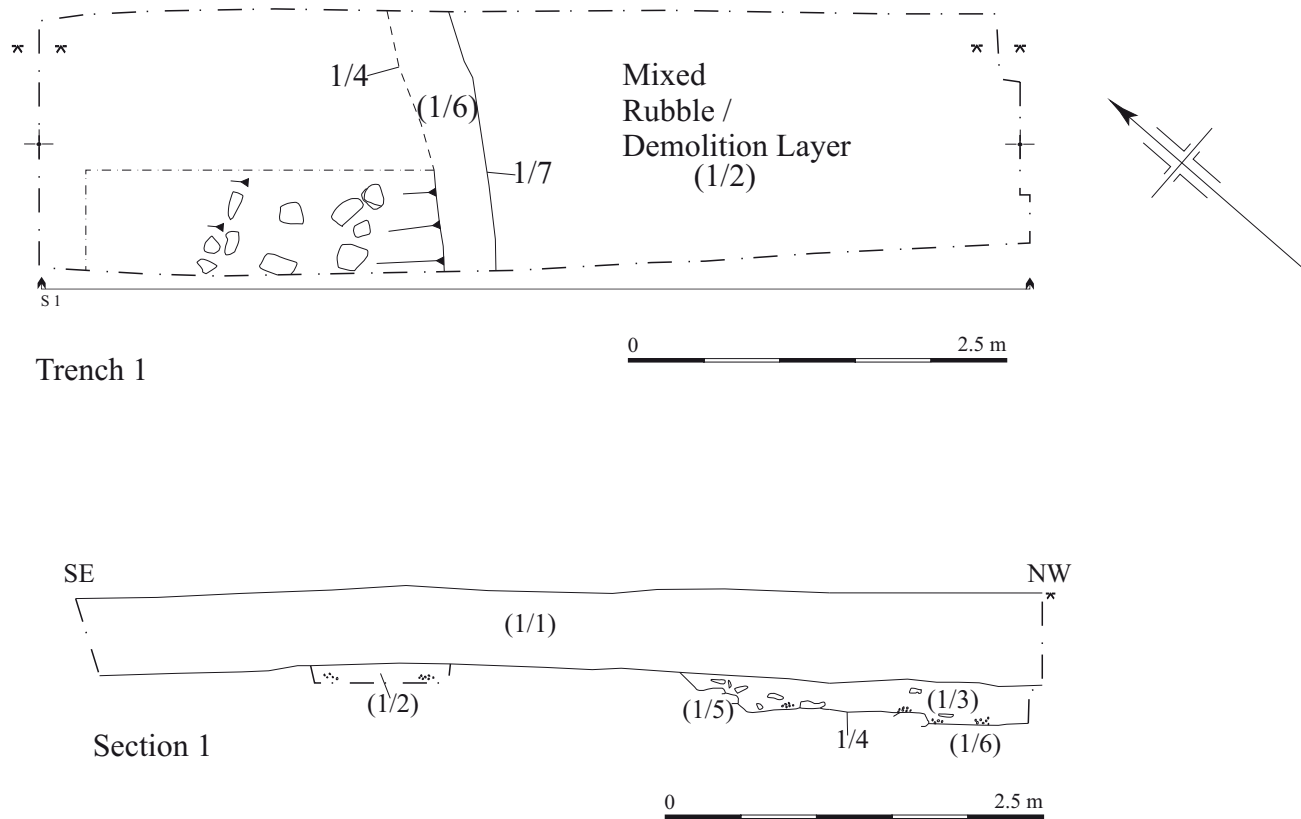 1/4
(1/6)
1/7
Mixed
Rubble /
Demolition Layer
(1/2)
S 1
Trench 1
0 2.5 m
SE
NW
(1/1)
(1/2)
(1/5)
(1/3)
1/4
(1/6)
Section 1
0 2.5 m